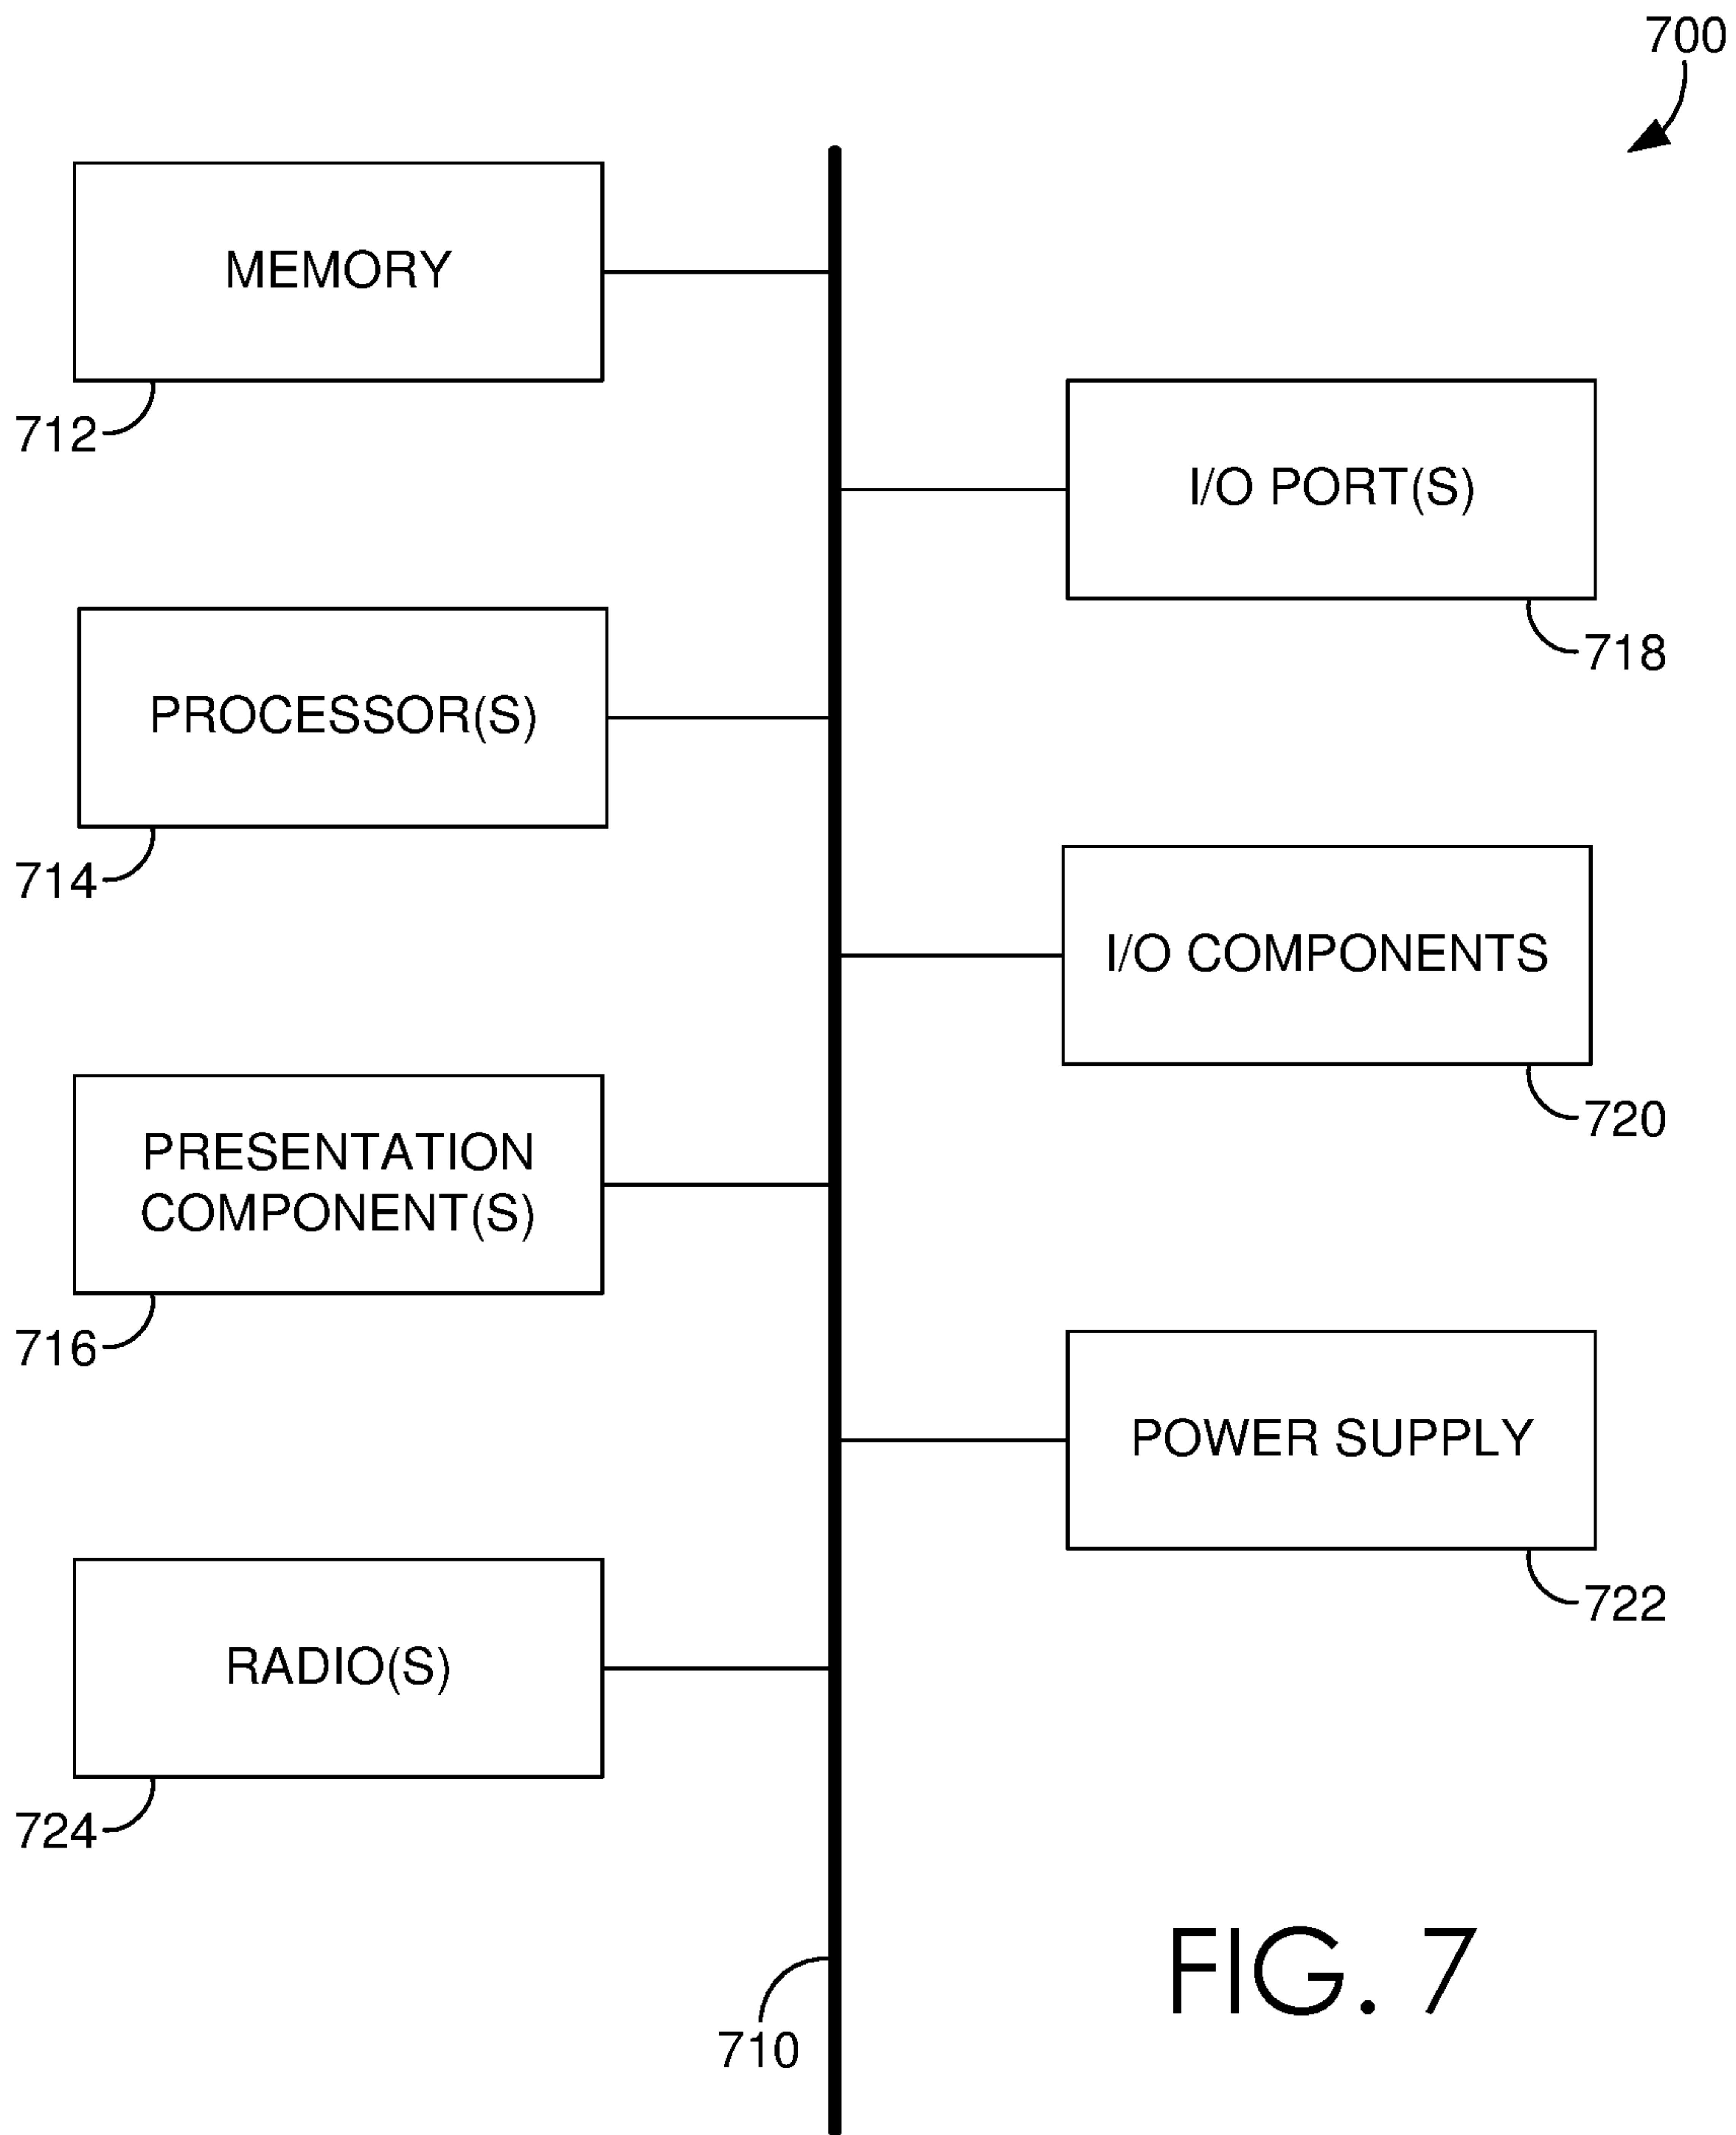 700
MEMORY
712
I/O PORT(S)
718
PROCESSOR(S)
714
I/O COMPONENTS
720
PRESENTATION
COMPONENT(S)
716
POWER SUPPLY
722
RADIO(S)
724
710
FIG. 7